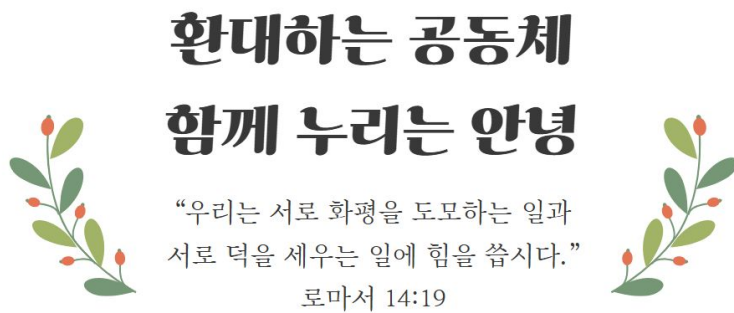 환대하는 공동체
함께 누리는 안녕
“우리는 서로 화평을 도모하는 일과
서로 덕을 세우는 일에 힘을 씁시다.”
로마서 14:19